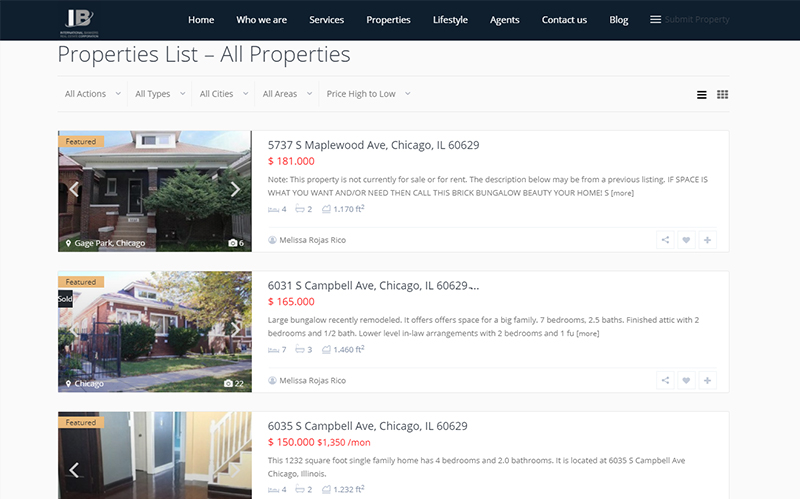 IB
INTERNATIONAL BANKERS
REAL ESTATE CORPORATION
Home Who we are Services Properties Lifestyle Agents Contact us Blog Submit Property
Properties List – All Properties
All Actions All Types All Cities All Areas Price High to Low
Featured
Gage Park, Chicago 6
5737 S Maplewood Ave, Chicago, IL 60629
$ 181.000
Note: This property is not currently for sale or for rent. The description below may be from a previous listing. IF SPACE IS
WHAT YOU WANT AND/OR NEED THEN CALL THIS BRICK BUNGALOW BEAUTY YOUR HOME! S [more]
4 2 1.170 ft²
Melissa Rojas Rico
Featured
Sold
Chicago 22
6031 S Campbell Ave, Chicago, IL 60629 ...
$ 165.000
Large bungalow recently remodeled. It offers offers space for a big family. 7 bedrooms, 2.5 baths. Finished attic with 2
bedrooms and 1/2 bath. Lower level in-law arrangements with 2 bedrooms and 1 fu [more]
7 3 1.460 ft²
Melissa Rojas Rico
Featured
6035 S Campbell Ave, Chicago, IL 60629
$ 150.000 $1,350 /mon
This 1232 square foot single family home has 4 bedrooms and 2.0 bathrooms. It is located at 6035 S Campbell Ave
Chicago, Illinois.
4 2 1.232 ft²